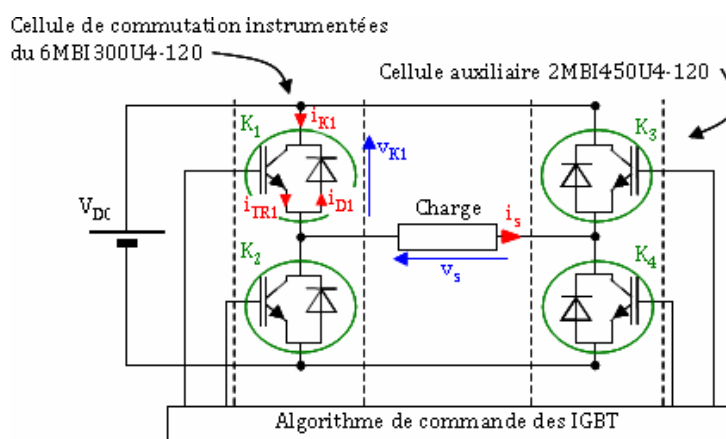 Cellule de commutation instrumentées
du 6MBI300U4-120
Cellule auxiliaire 2MBI450U4-120
K1
iK1
vK1
K3
VDC
iTR1
iD1
Charge
is
vs
K2
K4
Algorithme de commande des IGBT